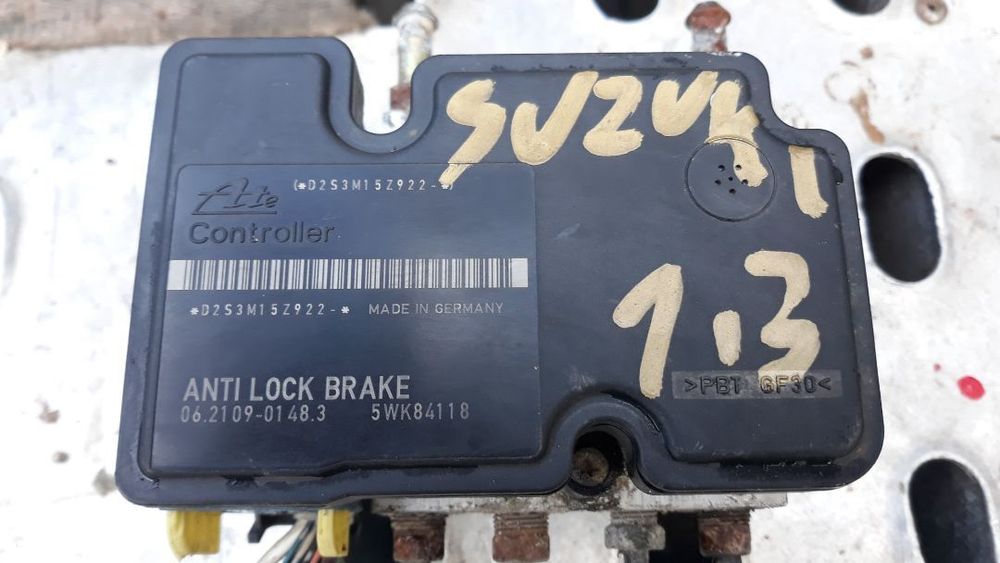 SUZUKI
Ate (*D2S3M15Z922-*)
Controller
*D2S3M15Z922-* MADE IN GERMANY
1.3
ANTI LOCK BRAKE
>PBT GF30<
06.2109-0148.3 5WK84118